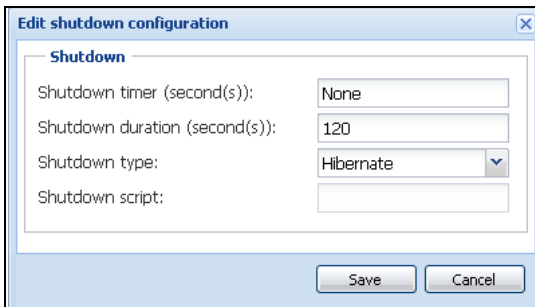 Edit shutdown configuration
Shutdown
Shutdown timer (second(s)): None
Shutdown duration (second(s)): 120
Shutdown type: Hibernate
Shutdown script:
Save Cancel